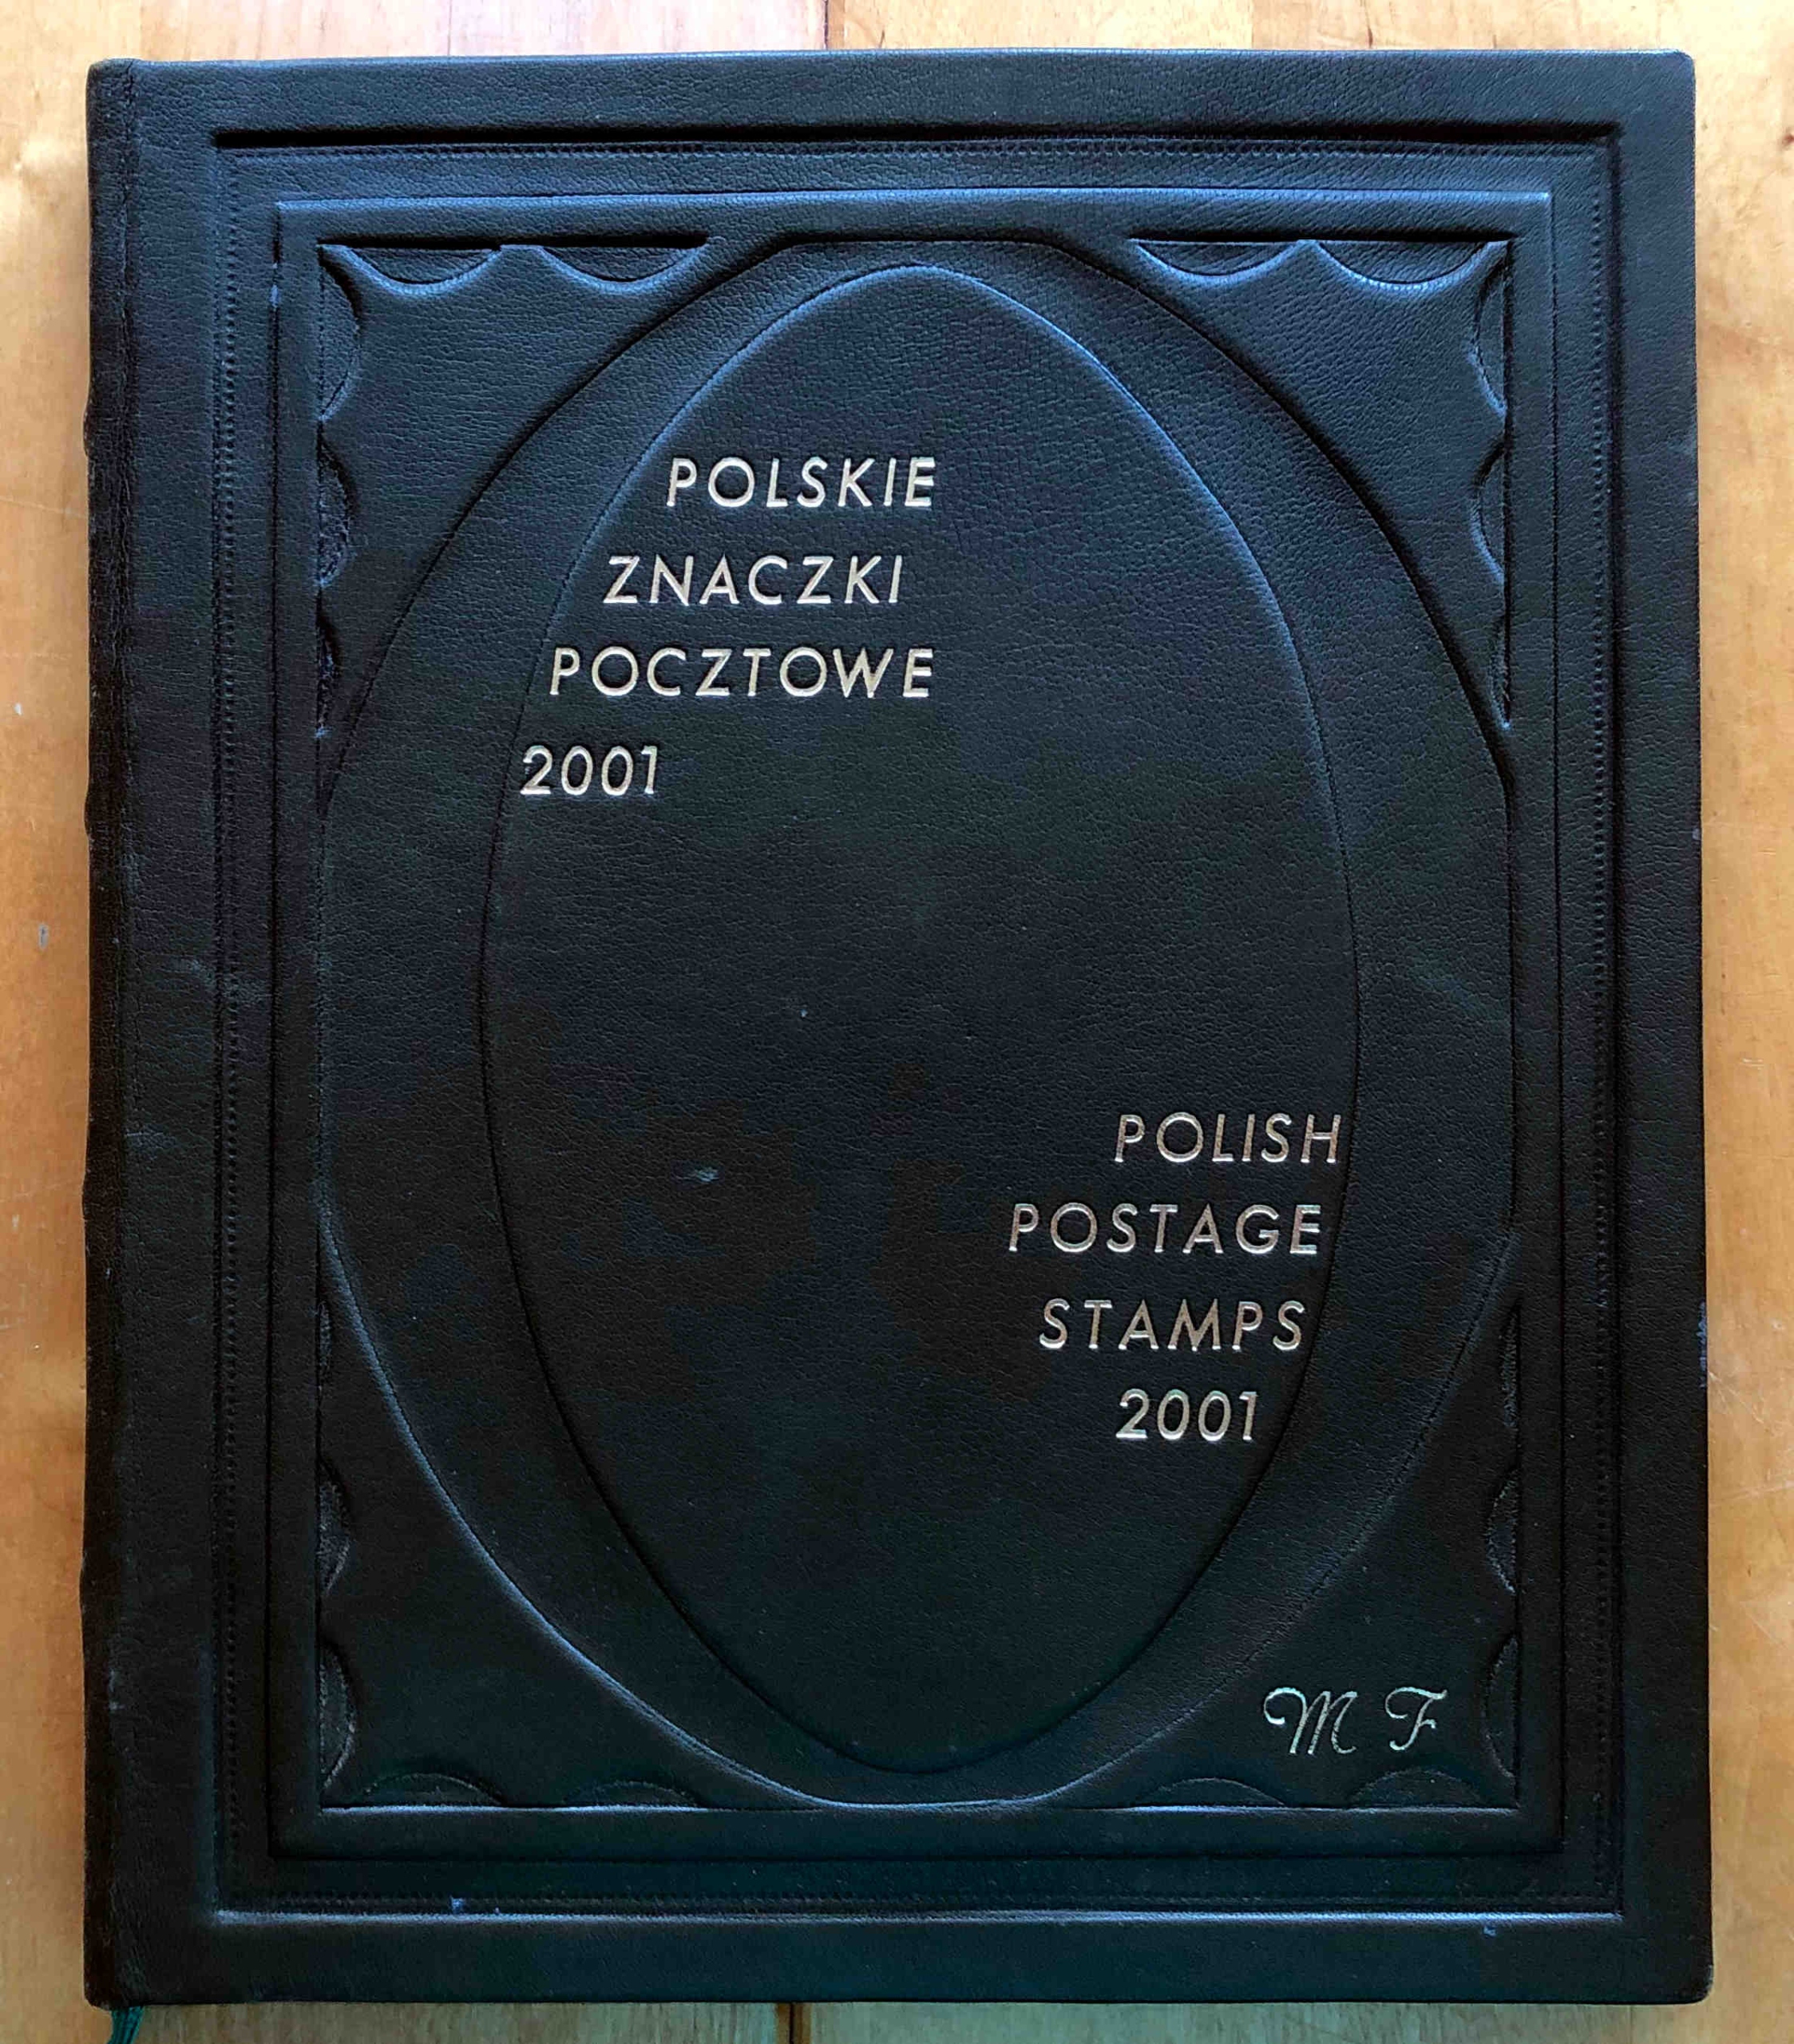 POLSKIE
ZNACZKI
POCZTOWE
2001
POLISH
POSTAGE
STAMPS
2001
M F